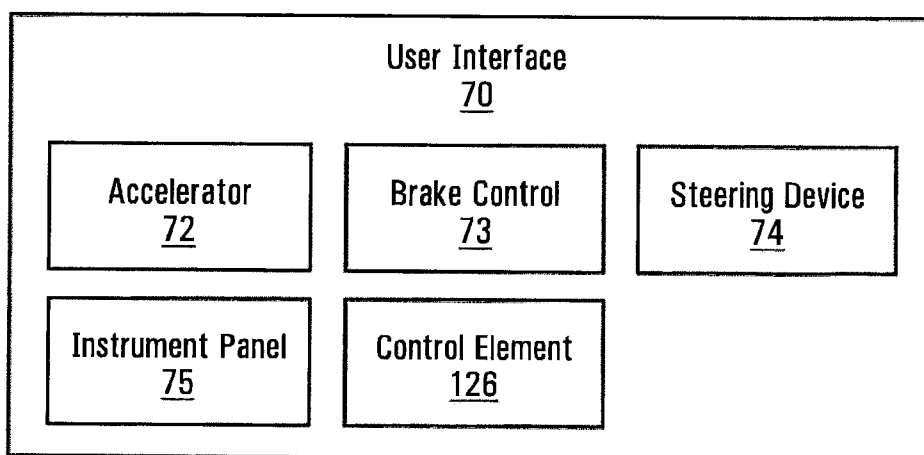 User Interface
70
Accelerator
72
Brake Control
73
Steering Device
74
Instrument Panel
75
Control Element
126